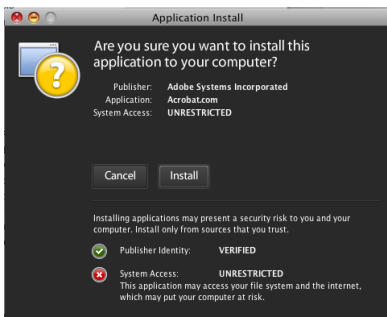 Application Install
Are you sure you want to install this
application to your computer?
Publisher: Adobe Systems Incorporated
Application: Acrobat.com
System Access: UNRESTRICTED
Cancel Install
Installing applications may present a security risk to you and your
computer. Install only from sources that you trust.
Publisher Identity: VERIFIED
System Access: UNRESTRICTED
This application may access your file system and the internet,
which may put your computer at risk.